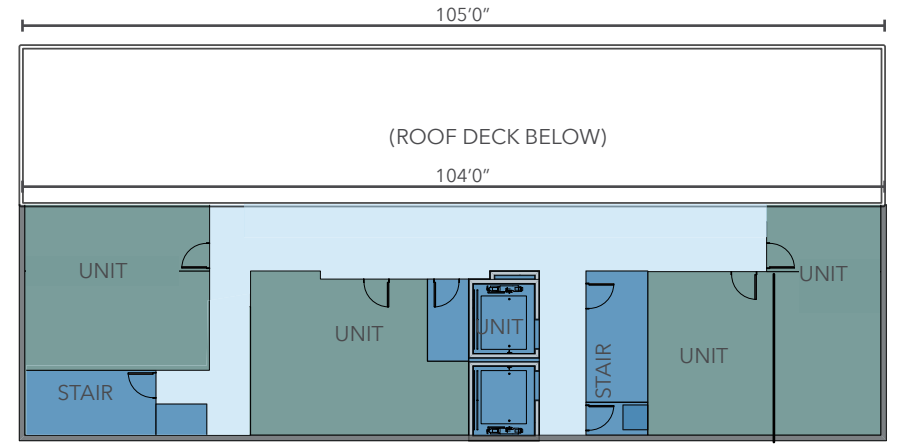 105’0”
(ROOF DECK BELOW)
104’0”
UNIT
UNIT
UNIT
UNIT
UNIT
STAIR
STAIR